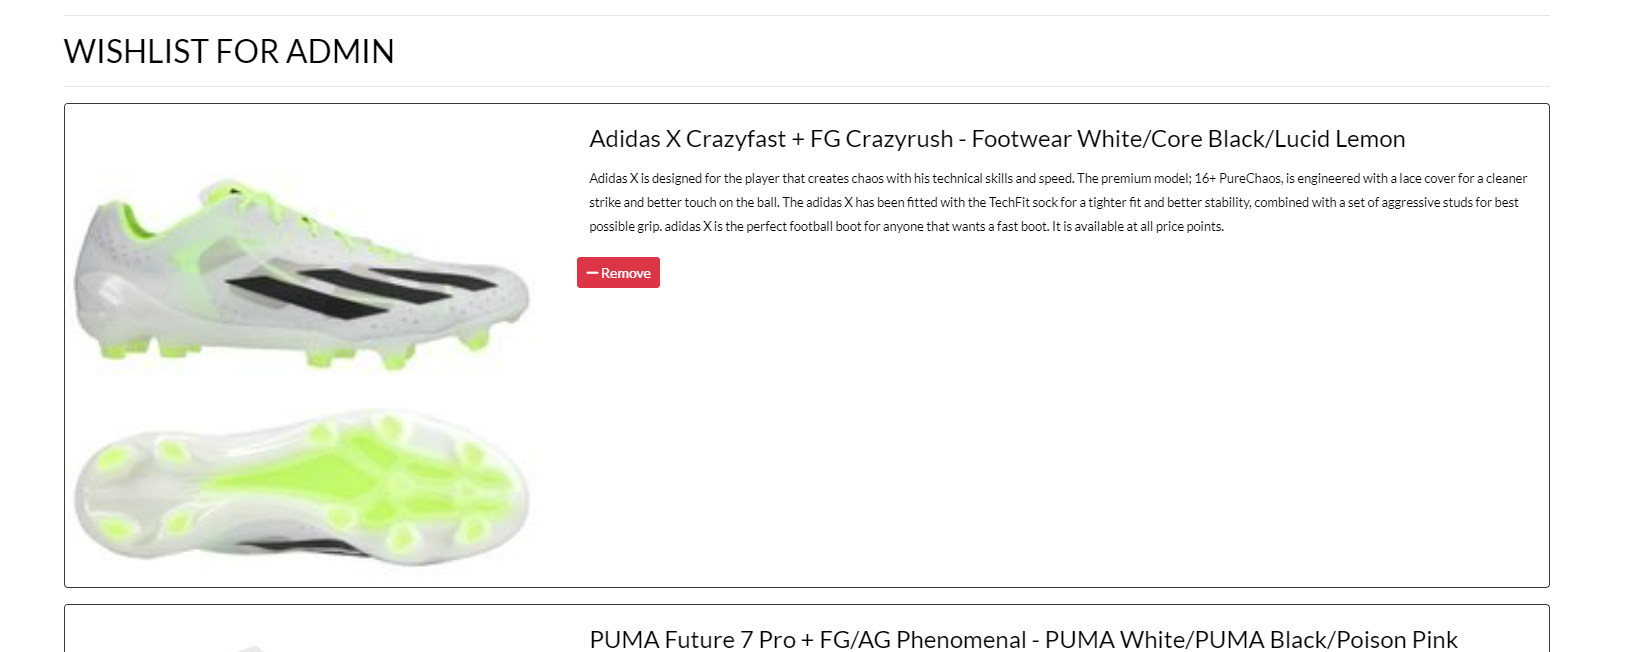 WISHLIST FOR ADMIN
Adidas X Crazyfast + FG Crazyrush - Footwear White/Core Black/Lucid Lemon
Adidas X is designed for the player that creates chaos with his technical skills and speed. The premium model; 16+ PureChaos, is engineered with a lace cover for a cleaner
strike and better touch on the ball. The adidas X has been fitted with the TechFit sock for a tighter fit and better stability, combined with a set of aggressive studs for best
possible grip. adidas X is the perfect football boot for anyone that wants a fast boot. It is available at all price points.
Remove
PUMA Future 7 Pro + FG/AG Phenomenal - PUMA White/PUMA Black/Poison Pink